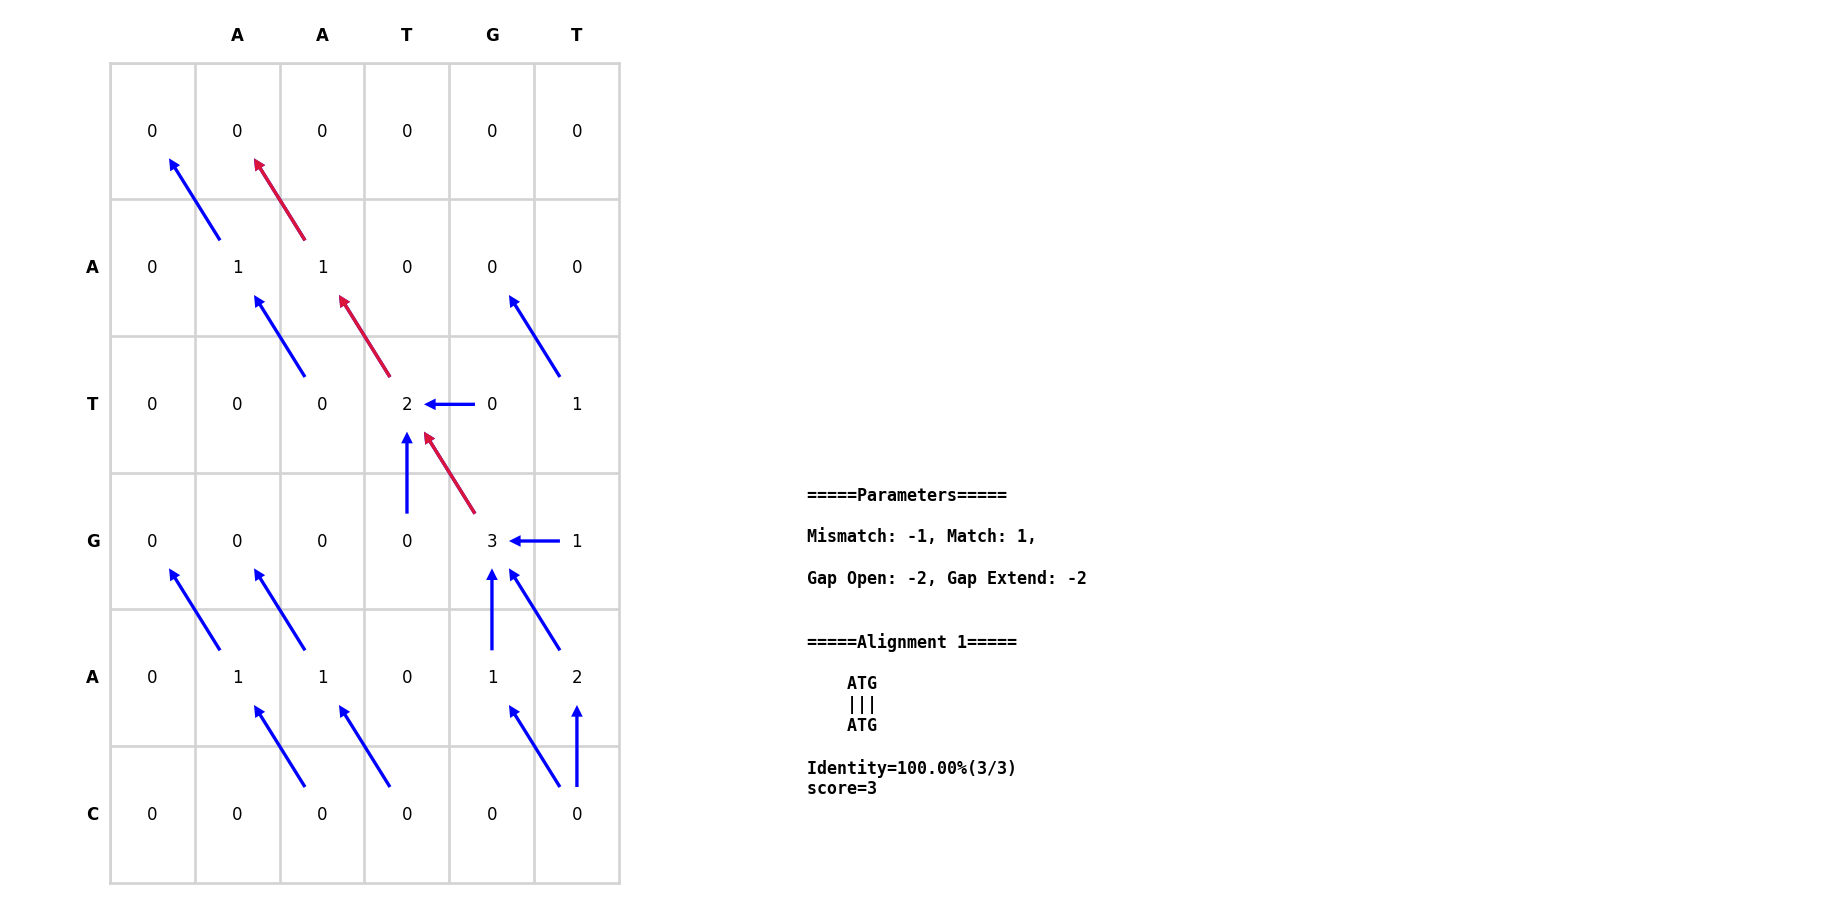 A A T G T
0 0 0 0 0 0
A 0 1 1 0 0 0
T 0 0 0 2 0 1
G 0 0 0 0 3 1
A 0 1 1 0 1 2
C 0 0 0 0 0 0
=====Parameters=====
Mismatch: -1, Match: 1,
Gap Open: -2, Gap Extend: -2
=====Alignment 1=====
ATG
|||
ATG
Identity=100.00%(3/3)
score=3